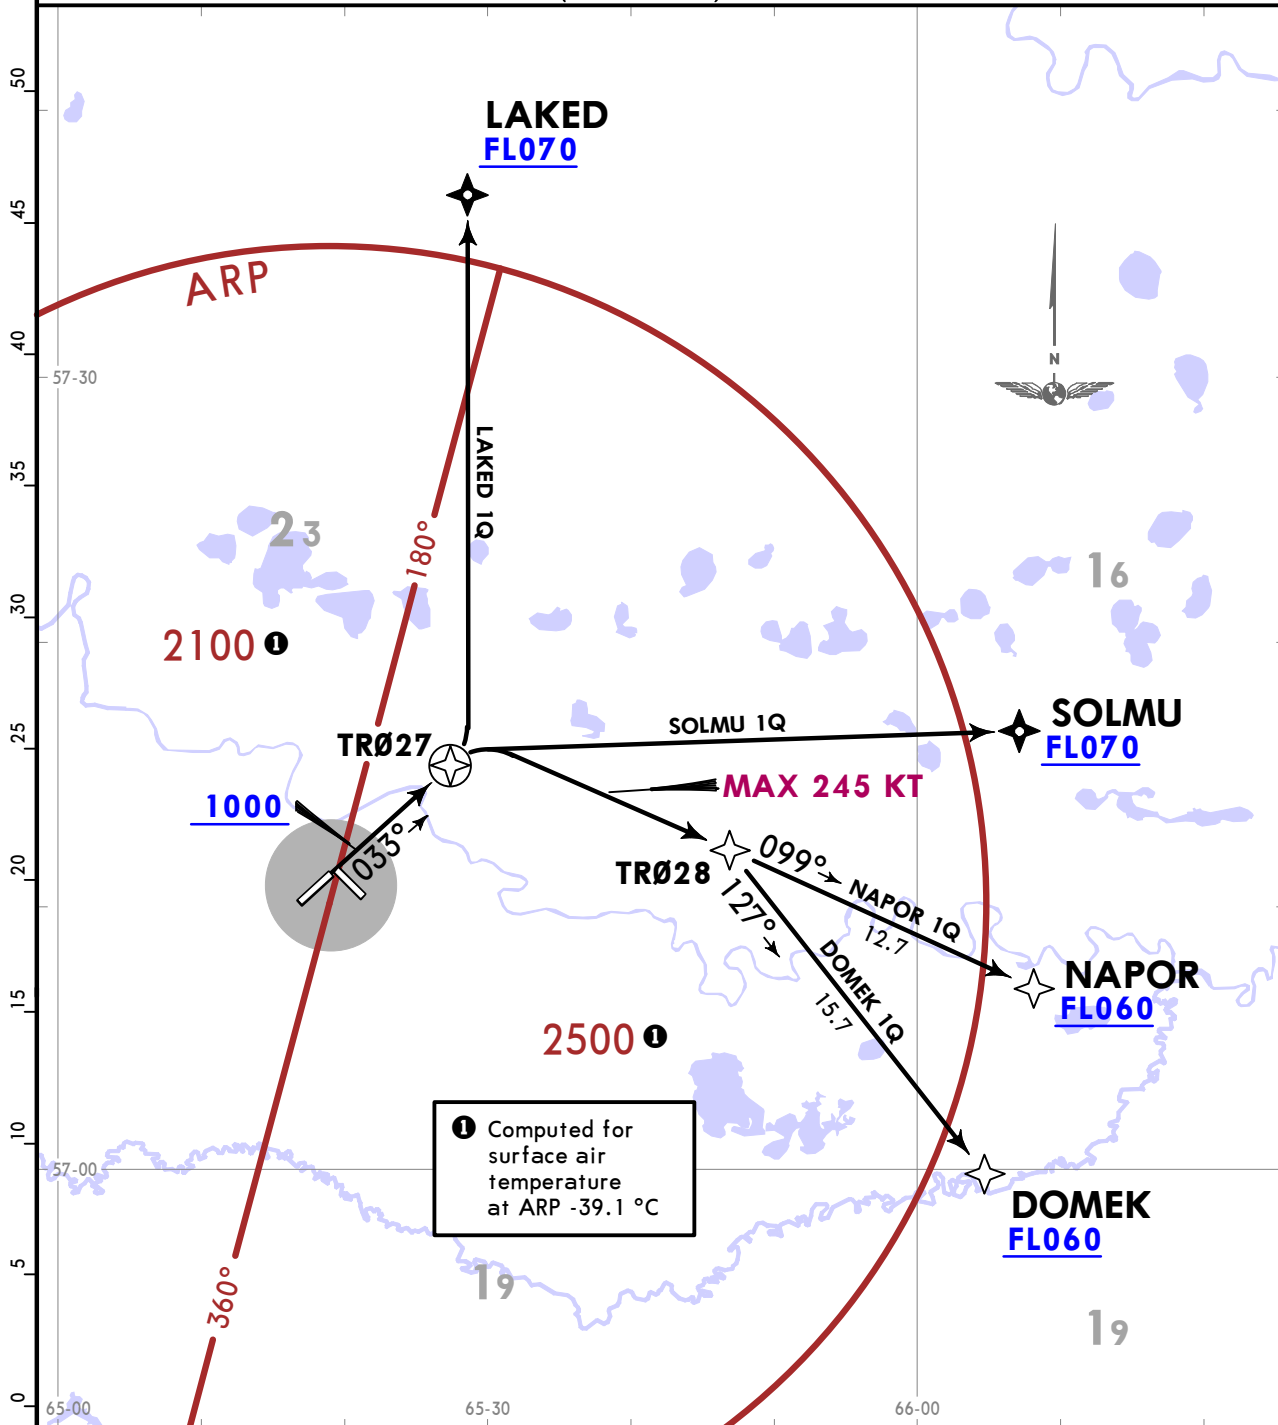 50
45
40
35
30
25
20
15
10
5
0
LAKED
FL070
ARP
57-30
N
LAKED 1Q
180°
23
16
2100 ❶
TRØ27
SOLMU 1Q
SOLMU
FL070
1000
MAX 245 KT
033°
TRØ28
099°
NAPOR 1Q
12.7
127°
DOMEK 1Q
15.7
NAPOR
FL060
2500 ❶
❶ Computed for
surface air
temperature
at ARP -39.1 °C
57-00
DOMEK
FL060
360°
19
19
65-00
65-30
66-00